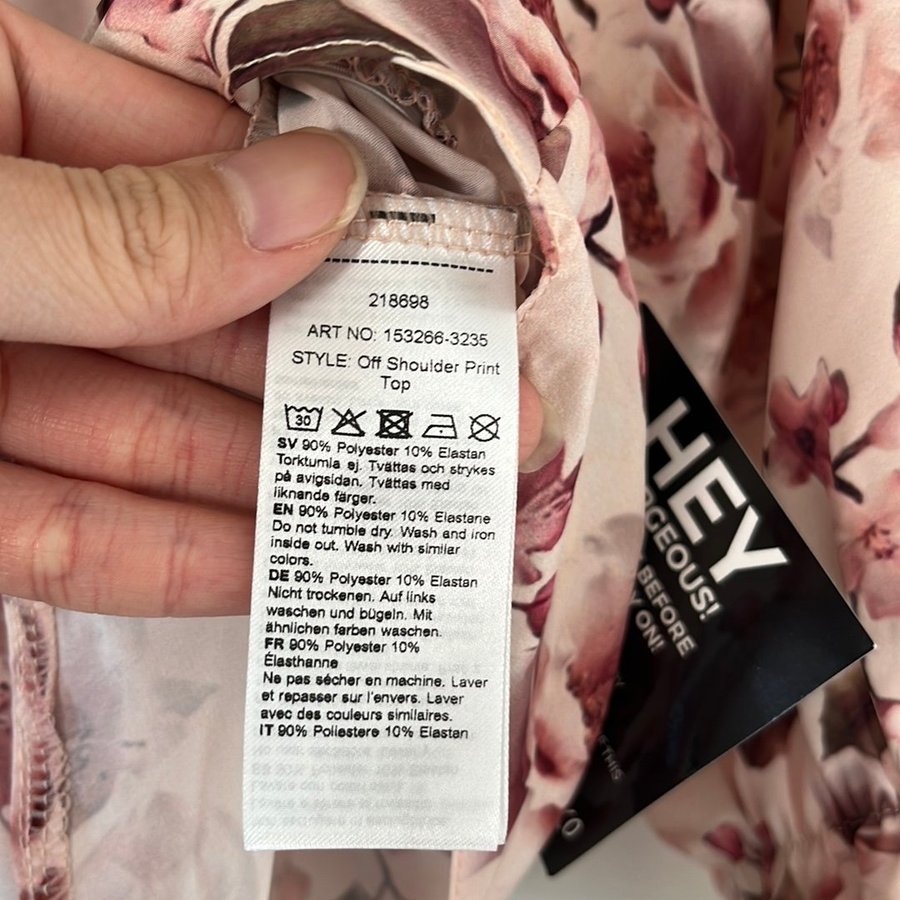 218698
ART NO: 153266-3235
STYLE: Off Shoulder Print
Top
30
SV 90% Polyester 10% Elastan
Torktumla ej. Tvättas och strykes
på avigsidan. Tvättas med
liknande färger.
EN 90% Polyester 10% Elastane
Do not tumble dry. Wash and iron
inside out. Wash with similar
colors.
DE 90% Polyester 10% Elastan
Nicht trockenen. Auf links
waschen und bügeln. Mit
ähnlichen farben waschen.
FR 90% Polyester 10%
Élasthanne
Ne pas sécher en machine. Laver
et repasser sur l'envers. Laver
avec des couleurs similaires.
IT 90% Poliestere 10% Elastan
HEY
RGEOUS!
BEFORE
ON!